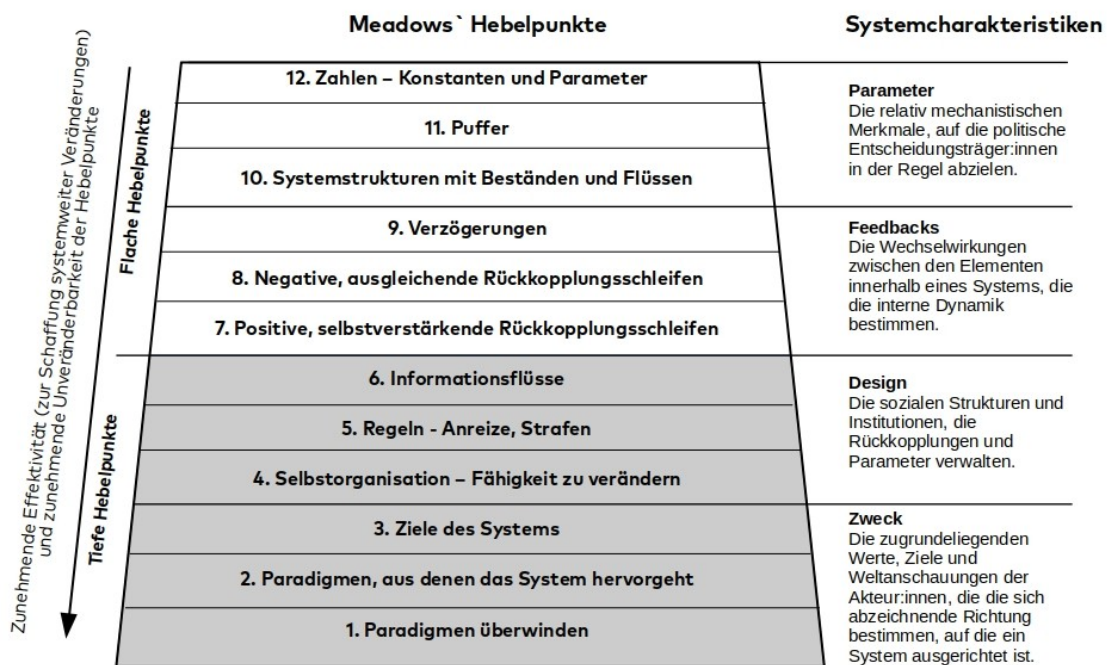 Meadows` Hebelpunkte
Systemcharakteristiken
Zunehmende Effektivität (zur Schaffung systemweiter Veränderungen)
und zunehmende Unveränderbarkeit der Hebelpunkte
Flache Hebelpunkte
Tiefe Hebelpunkte
12. Zahlen – Konstanten und Parameter
11. Puffer
10. Systemstrukturen mit Beständen und Flüssen
9. Verzögerungen
8. Negative, ausgleichende Rückkopplungsschleifen
7. Positive, selbstverstärkende Rückkopplungsschleifen
6. Informationsflüsse
5. Regeln - Anreize, Strafen
4. Selbstorganisation – Fähigkeit zu verändern
3. Ziele des Systems
2. Paradigmen, aus denen das System hervorgeht
1. Paradigmen überwinden
Parameter
Die relativ mechanistischen
Merkmale, auf die politische
Entscheidungsträger:innen
in der Regel abzielen.
Feedbacks
Die Wechselwirkungen
zwischen den Elementen
innerhalb eines Systems, die
die interne Dynamik
bestimmen.
Design
Die sozialen Strukturen und
Institutionen, die
Rückkopplungen und
Parameter verwalten.
Zweck
Die zugrundeliegenden
Werte, Ziele und
Weltanschauungen der
Akteur:innen, die die sich
abzeichnende Richtung
bestimmen, auf die ein
System ausgerichtet ist.